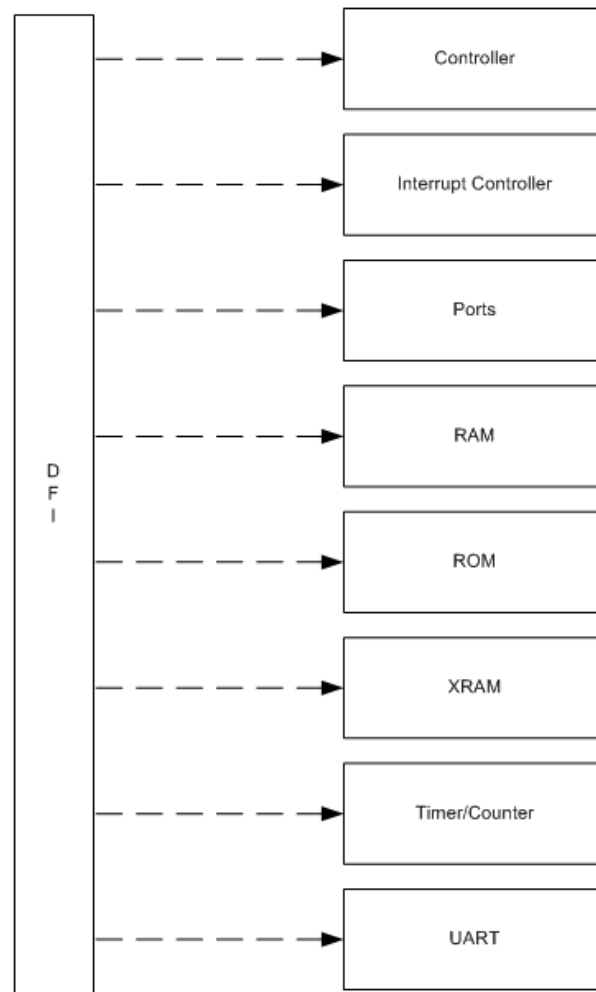 Controller
Interrupt Controller
Ports
RAM
D
F
I
ROM
XRAM
Timer/Counter
UART